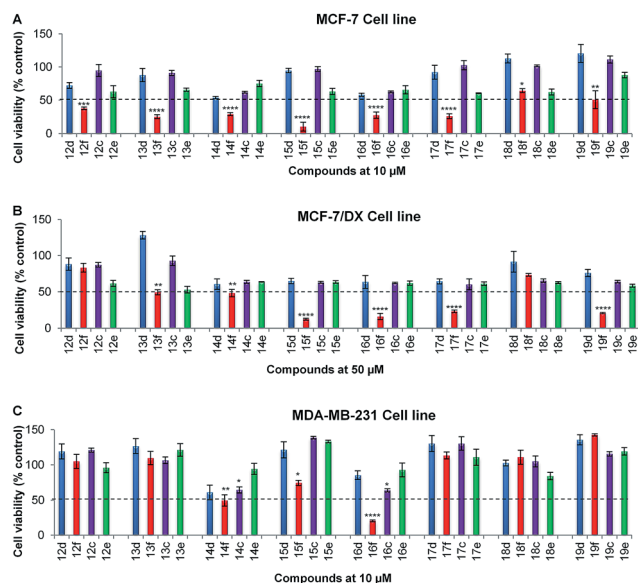 A
MCF-7 Cell line
Cell viability (% control)
150
100
50
0
*** **** **** **** **** **** * **
12d 12f 12c 12e 13d 13f 13c 13e 14d 14f 14c 14e 15d 15f 15c 15e 16d 16f 16c 16e 17d 17f 17c 17e 18d 18f 18c 18e 19d 19f 19c 19e
Compounds at 10 µM
B
MCF-7/DX Cell line
Cell viability (% control)
150
100
50
0
** ** **** **** **** ****
12d 12f 12c 12e 13d 13f 13c 13e 14d 14f 14c 14e 15d 15f 15c 15e 16d 16f 16c 16e 17d 17f 17c 17e 18d 18f 18c 18e 19d 19f 19c 19e
Compounds at 50 µM
C
MDA-MB-231 Cell line
Cell viability (% control)
150
100
50
0
** * * **** *
12d 12f 12c 12e 13d 13f 13c 13e 14d 14f 14c 14e 15d 15f 15c 15e 16d 16f 16c 16e 17d 17f 17c 17e 18d 18f 18c 18e 19d 19f 19c 19e
Compounds at 10 µM